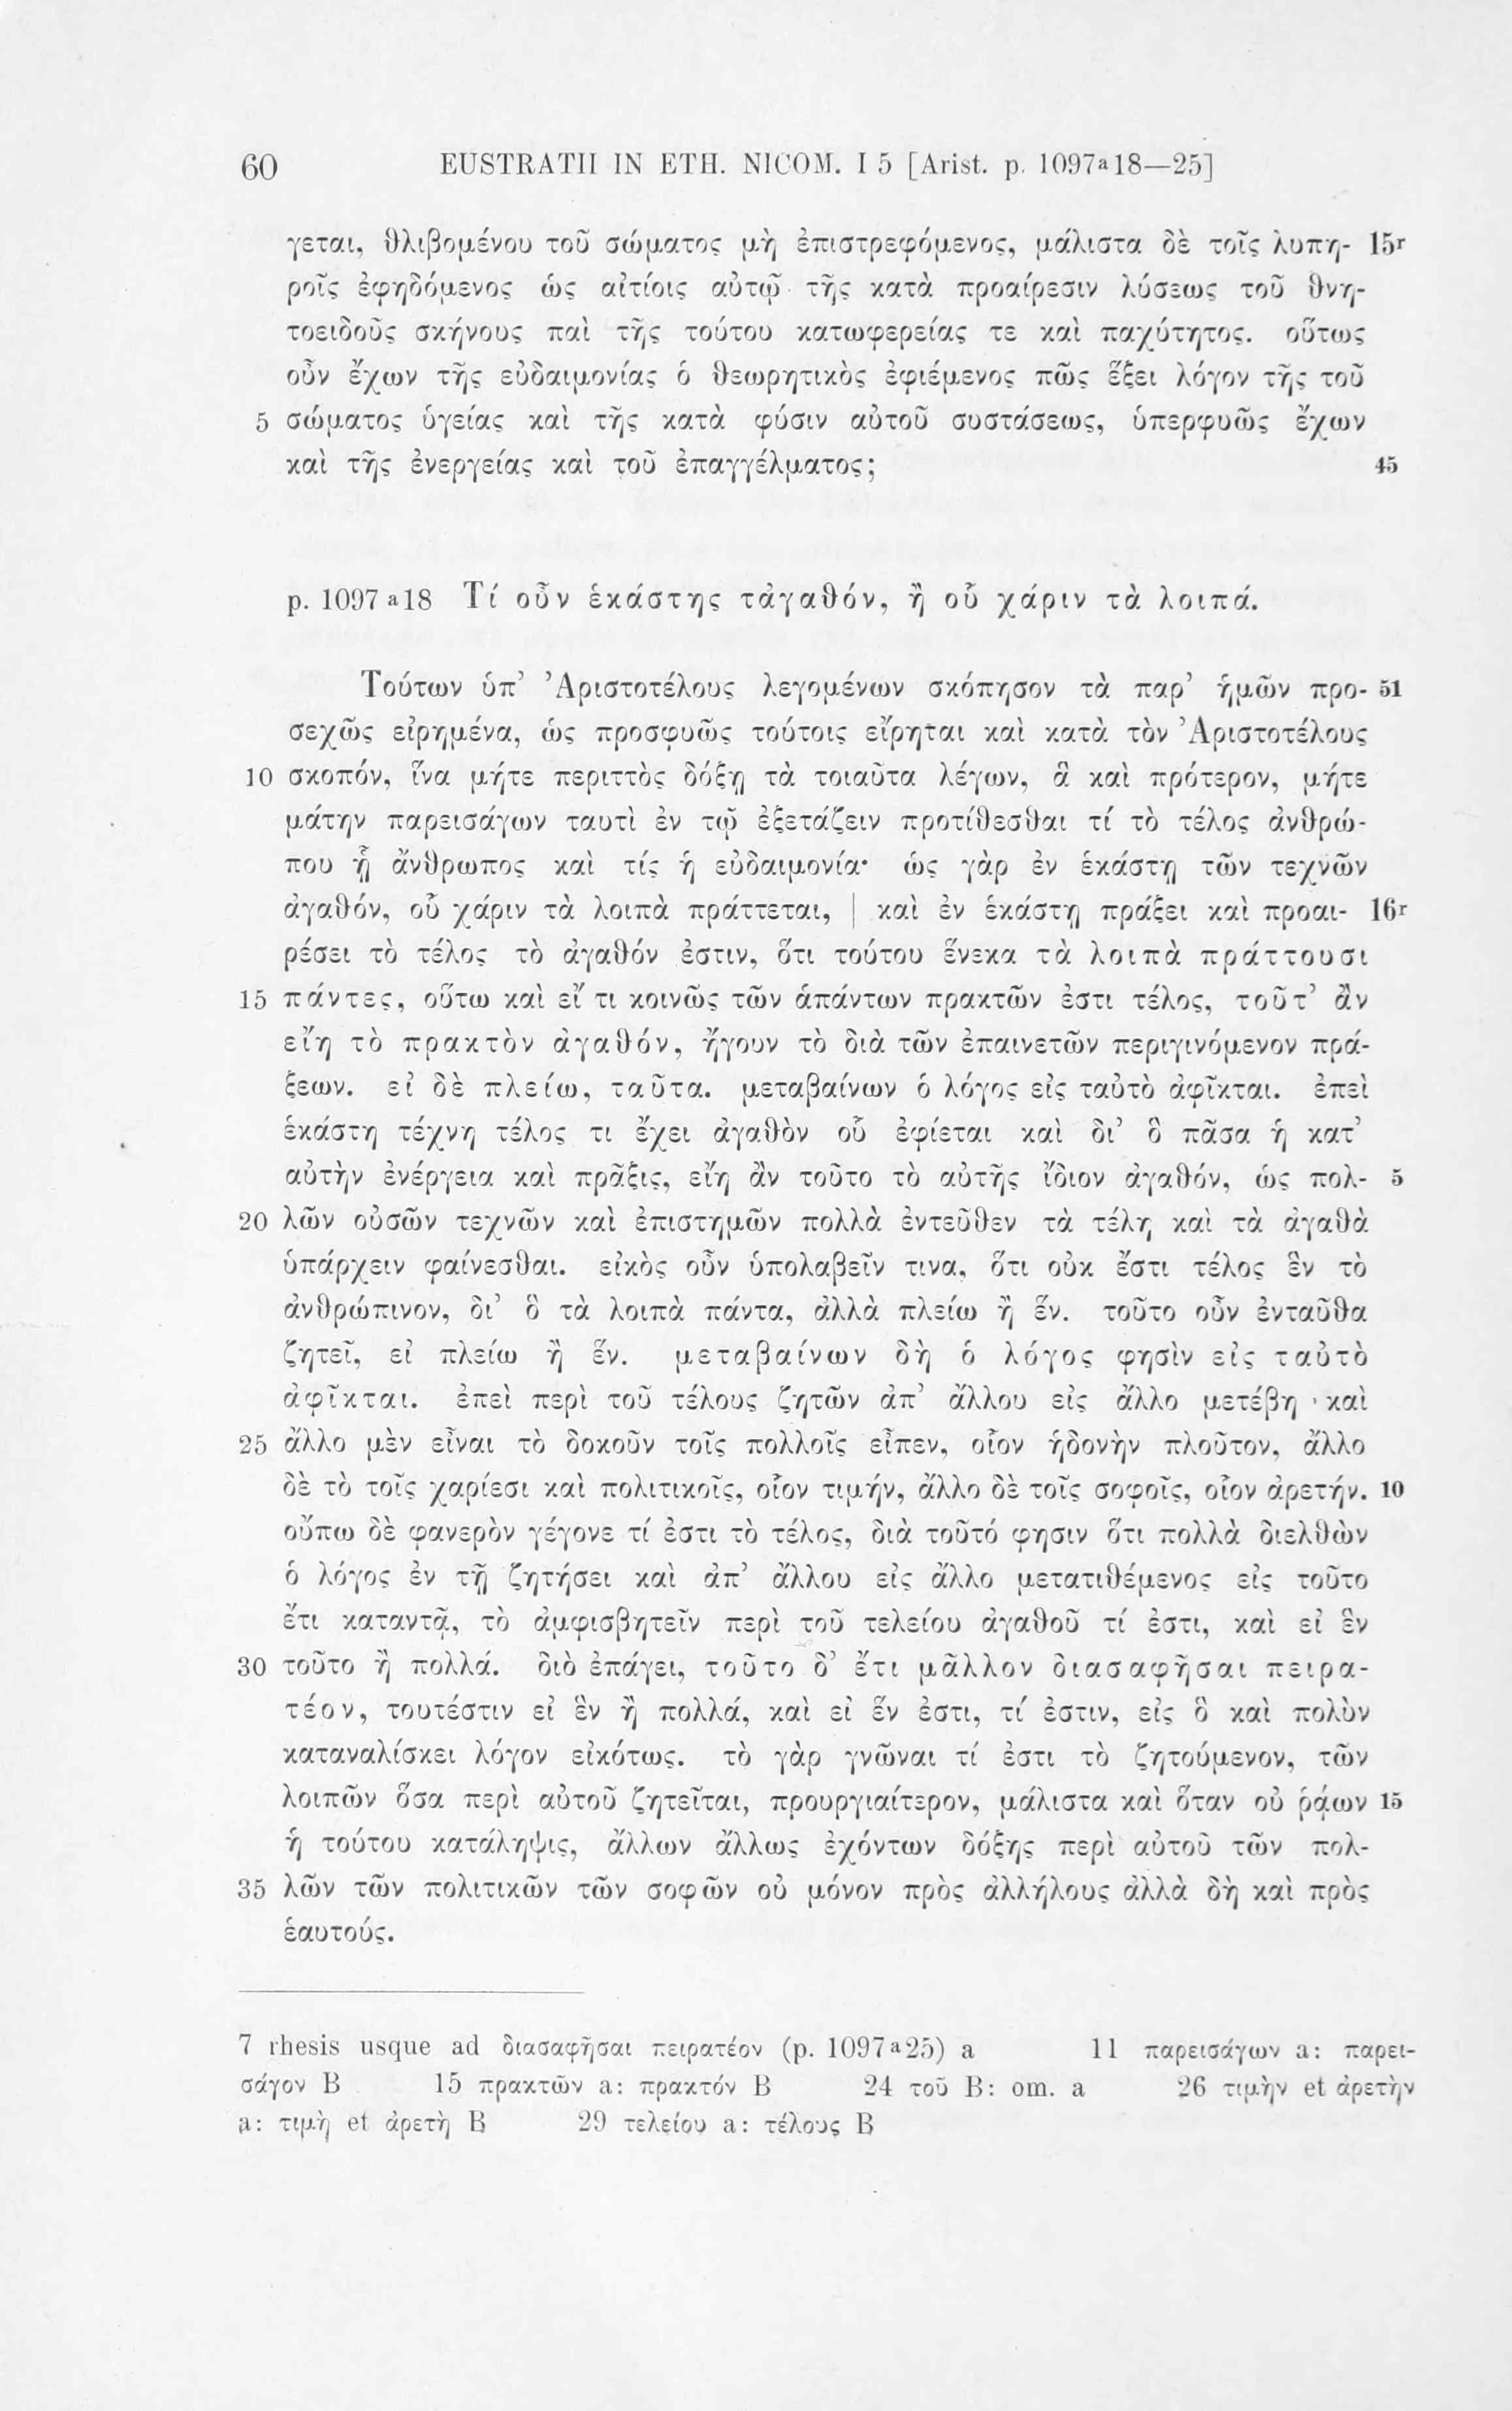 60 EUSTRATII IN ETH. NICOM. I 5 [Arist. p. 1097ᵃ18—25]
γεται, θλιβομένου τοῦ σώματος μὴ ἐπιστρεφόμενος, μάλιστα δὲ τοῖς λυπη- 15ʳ
ροῖς ἐφηδόμενος ὡς αἰτίοις αὐτῷ τῆς κατὰ προαίρεσιν λύσεως τοῦ θνη-
τοειδοῦς σκήνους παὶ τῆς τούτου κατωφερείας τε καὶ παχύτητος. οὕτως
οὖν ἔχων τῆς εὐδαιμονίας ὁ θεωρητικὸς ἐφιέμενος πῶς ἕξει λόγον τῆς τοῦ
5 σώματος ὑγείας καὶ τῆς κατὰ φύσιν αὐτοῦ συστάσεως, ὑπερφυῶς ἔχων
καὶ τῆς ἐνεργείας καὶ τοῦ ἐπαγγέλματος; 45
p. 1097ᵃ18 Τί οὖν ἑκάστης τἀγαθόν, ἢ οὗ χάριν τὰ λοιπά.
Τούτων ὑπ’ Ἀριστοτέλους λεγομένων σκόπησον τὰ παρ’ ἡμῶν προ- 51
σεχῶς εἰρημένα, ὡς προσφυῶς τούτοις εἴρηται καὶ κατὰ τὸν Ἀριστοτέλους
10 σκοπόν, ἵνα μήτε περιττὸς δόξῃ τὰ τοιαῦτα λέγων, ἃ καὶ πρότερον, μήτε
μάτην παρεισάγων ταυτὶ ἐν τῷ ἐξετάζειν προτίθεσθαι τί τὸ τέλος ἀνθρώ-
που ᾗ ἄνθρωπος καὶ τίς ἡ εὐδαιμονία· ὡς γὰρ ἐν ἑκάστῃ τῶν τεχνῶν
ἀγαθόν, οὗ χάριν τὰ λοιπὰ πράττεται, | καὶ ἐν ἑκάστῃ πράξει καὶ προαι- 16ʳ
ρέσει τὸ τέλος τὸ ἀγαθόν ἐστιν, ὅτι τούτου ἕνεκα τὰ λοιπὰ πράττουσι
15 πάντες, οὕτω καὶ εἴ τι κοινῶς τῶν ἁπάντων πρακτῶν ἐστι τέλος, τοῦτ’ ἂν
εἴη τὸ πρακτὸν ἀγαθόν, ἤγουν τὸ διὰ τῶν ἐπαινετῶν περιγινόμενον πρά-
ξεων. εἰ δὲ πλείω, ταῦτα. μεταβαίνων ὁ λόγος εἰς ταὐτὸ ἀφῖκται. ἐπεὶ
ἑκάστη τέχνη τέλος τι ἔχει ἀγαθὸν οὗ ἐφίεται καὶ δι’ ὃ πᾶσα ἡ κατ’
αὐτὴν ἐνέργεια καὶ πρᾶξις, εἴη ἂν τοῦτο τὸ αὐτῆς ἴδιον ἀγαθόν, ὡς πολ- 5
20 λῶν οὐσῶν τεχνῶν καὶ ἐπιστημῶν πολλὰ ἐντεῦθεν τὰ τέλη καὶ τὰ ἀγαθὰ
ὑπάρχειν φαίνεσθαι. εἰκὸς οὖν ὑπολαβεῖν τινα, ὅτι οὐκ ἔστι τέλος ἓν τὸ
ἀνθρώπινον, δι’ ὃ τὰ λοιπὰ πάντα, ἀλλὰ πλείω ἢ ἕν. τοῦτο οὖν ἐνταῦθα
ζητεῖ, εἰ πλείω ἢ ἕν. μεταβαίνων δὴ ὁ λόγος φησὶν εἰς ταὐτὸ
ἀφῖκται. ἐπεὶ περὶ τοῦ τέλους ζητῶν ἀπ’ ἄλλου εἰς ἄλλο μετέβη καὶ
25 ἄλλο μὲν εἶναι τὸ δοκοῦν τοῖς πολλοῖς εἶπεν, οἷον ἡδονὴν πλοῦτον, ἄλλο
δὲ τὸ τοῖς χαρίεσι καὶ πολιτικοῖς, οἷον τιμήν, ἄλλο δὲ τοῖς σοφοῖς, οἷον ἀρετήν. 10
οὔπω δὲ φανερὸν γέγονε τί ἐστι τὸ τέλος, διὰ τοῦτό φησιν ὅτι πολλὰ διελθὼν
ὁ λόγος ἐν τῇ ζητήσει καὶ ἀπ’ ἄλλου εἰς ἄλλο μετατιθέμενος εἰς τοῦτο
ἔτι καταντᾷ, τὸ ἀμφισβητεῖν περὶ τοῦ τελείου ἀγαθοῦ τί ἐστι, καὶ εἰ ἓν
30 τοῦτο ἢ πολλά. διὸ ἐπάγει, τοῦτο δ’ ἔτι μᾶλλον διασαφῆσαι πειρα-
τέον, τουτέστιν εἰ ἓν ἢ πολλά, καὶ εἰ ἕν ἐστι, τί ἐστιν, εἰς ὃ καὶ πολὺν
καταναλίσκει λόγον εἰκότως. τὸ γὰρ γνῶναι τί ἐστι τὸ ζητούμενον, τῶν
λοιπῶν ὅσα περὶ αὐτοῦ ζητεῖται, προυργιαίτερον, μάλιστα καὶ ὅταν οὐ ῥᾴων 15
ἡ τούτου κατάληψις, ἄλλων ἄλλως ἐχόντων δόξης περὶ αὐτοῦ τῶν πολ-
35 λῶν τῶν πολιτικῶν τῶν σοφῶν οὐ μόνον πρὸς ἀλλήλους ἀλλὰ δὴ καὶ πρὸς
ἑαυτούς.
7 rhesis usque ad διασαφῆσαι πειρατέον (p. 1097ᵃ25) a 11 παρεισάγων a: παρει-
σάγον B 15 πρακτῶν a: πρακτόν B 24 τοῦ B: om. a 26 τιμὴν et ἀρετὴν
a: τιμὴ et ἀρετὴ B 29 τελείου a: τέλους B